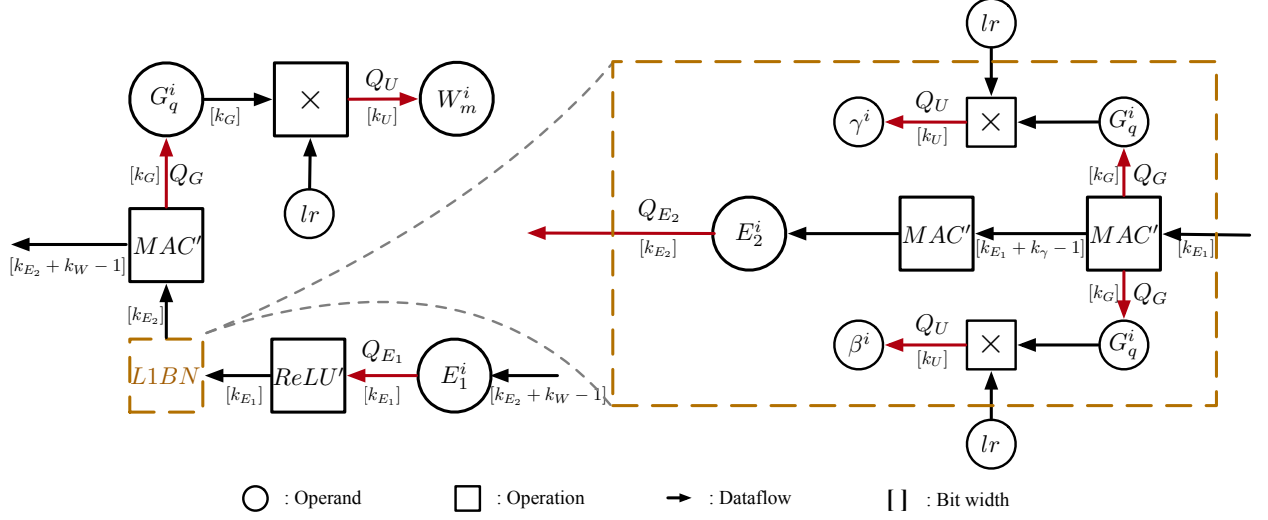 lr
G_q^i
[k_G]
×
Q_U
[k_U]
W_m^i
[k_G]
Q_G
lr
MAC'
[k_{E_2} + k_W − 1]
[k_{E_2}]
L1BN
[k_{E_1}]
ReLU'
Q_{E_1}
[k_{E_1}]
E_1^i
[k_{E_2} + k_W − 1]
γ^i
Q_U
[k_U]
×
G_q^i
[k_G]
Q_G
Q_{E_2}
[k_{E_2}]
E_2^i
MAC'
[k_{E_1} + k_γ − 1]
MAC'
[k_{E_1}]
[k_G]
Q_G
β^i
Q_U
[k_U]
×
G_q^i
lr
: Operand
: Operation
: Dataflow
[ ] : Bit width